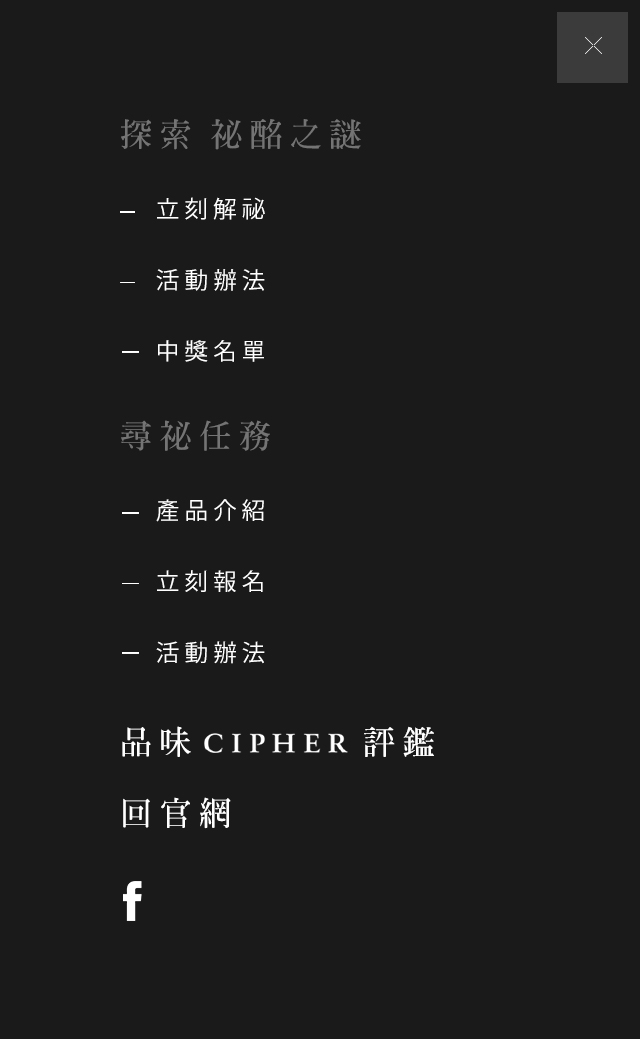 探索 祕酩之謎
— 立刻解祕
— 活動辦法
— 中獎名單
尋祕任務
— 產品介紹
— 立刻報名
— 活動辦法
品味 CIPHER 評鑑
回官網
f